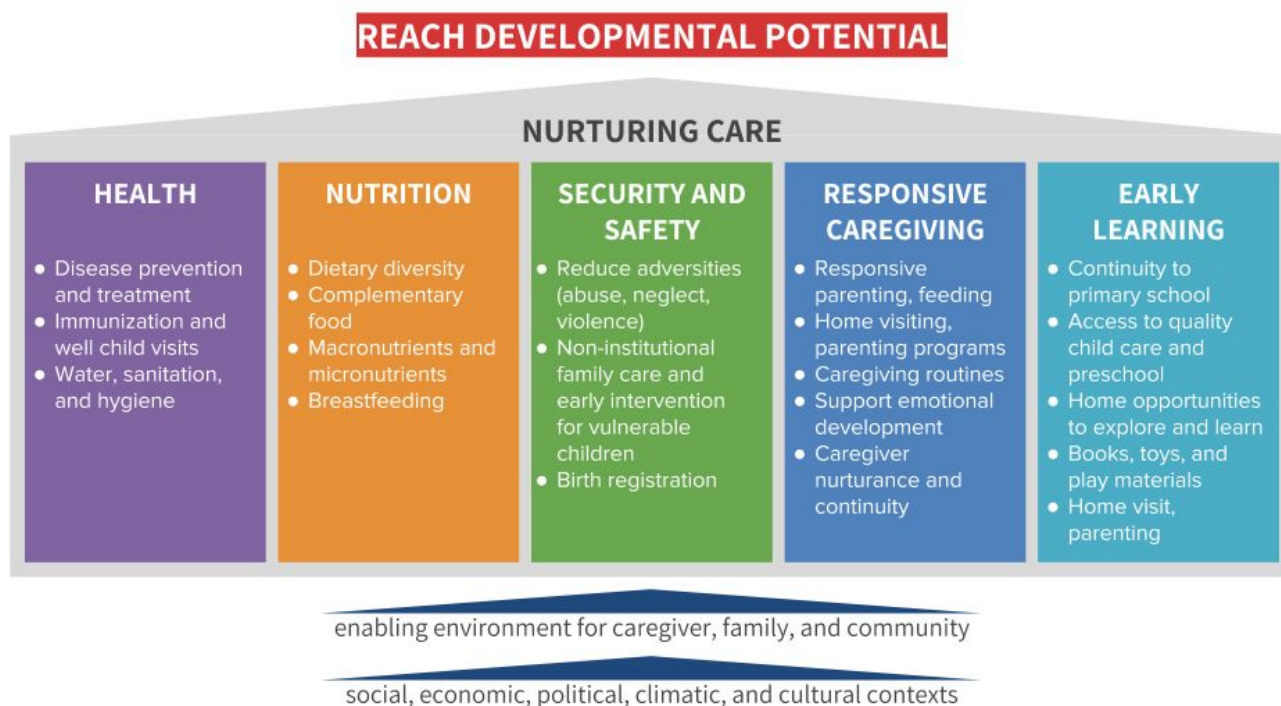 REACH DEVELOPMENTAL POTENTIAL
NURTURING CARE
HEALTH
● Disease prevention
and treatment
● Immunization and
well child visits
● Water, sanitation,
and hygiene
NUTRITION
● Dietary diversity
● Complementary
food
● Macronutrients and
micronutrients
● Breastfeeding
SECURITY AND
SAFETY
● Reduce adversities
(abuse, neglect,
violence)
● Non-institutional
family care and
early intervention
for vulnerable
children
● Birth registration
RESPONSIVE
CAREGIVING
● Responsive
parenting, feeding
● Home visiting,
parenting programs
● Caregiving routines
● Support emotional
development
● Caregiver
nurturance and
continuity
EARLY
LEARNING
● Continuity to
primary school
● Access to quality
child care and
preschool
● Home opportunities
to explore and learn
● Books, toys, and
play materials
● Home visit,
parenting
enabling environment for caregiver, family, and community
social, economic, political, climatic, and cultural contexts